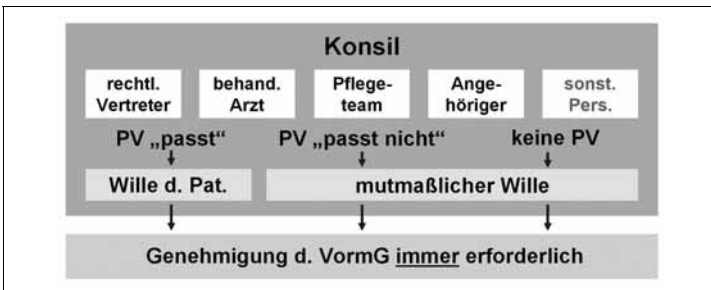 Konsil
rechtl. behand. Pflege- Ange- sonst.
Vertreter Arzt team höriger Pers.
PV „passt“ PV „passt nicht“ keine PV
Wille d. Pat. mutmaßlicher Wille
Genehmigung d. VormG immer erforderlich